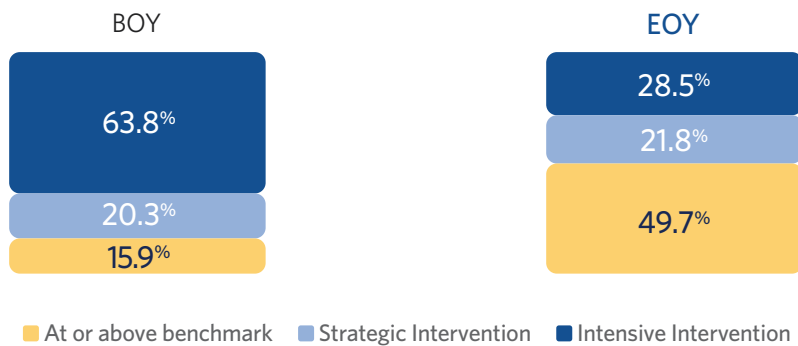 BOY
EOY
63.8%
20.3%
15.9%
28.5%
21.8%
49.7%
At or above benchmark
Strategic Intervention
Intensive Intervention